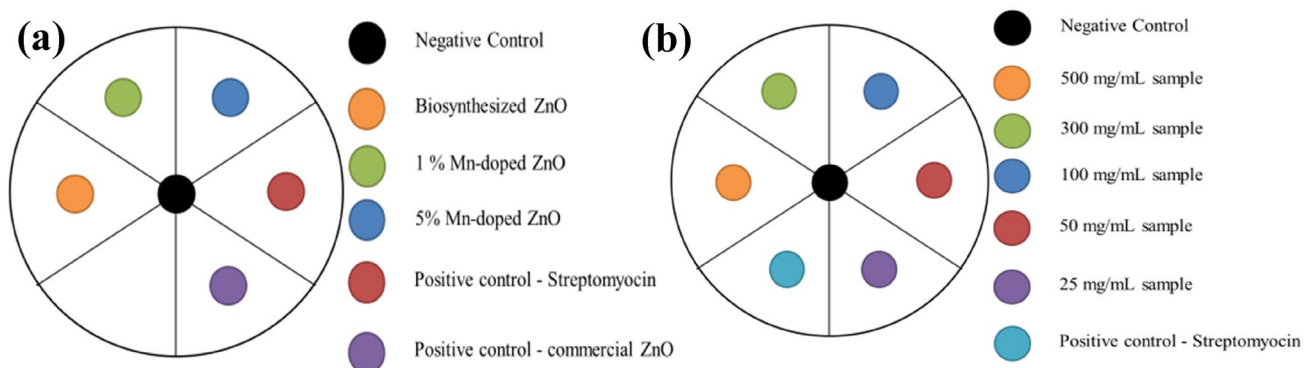 (a)
Negative Control
Biosynthesized ZnO
1 % Mn-doped ZnO
5% Mn-doped ZnO
Positive control - Streptomyocin
Positive control - commercial ZnO
(b)
Negative Control
500 mg/mL sample
300 mg/mL sample
100 mg/mL sample
50 mg/mL sample
25 mg/mL sample
Positive control - Streptomyocin